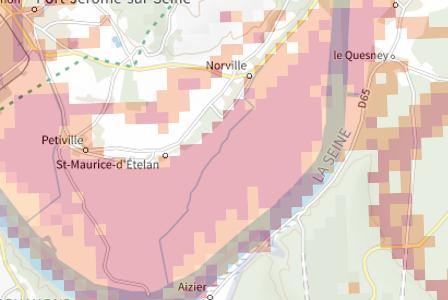 Port-Jérôme-sur-Seine
Norville
le Quesney
D65
Petiville
LA SEINE
St-Maurice-d'Ételan
Aizier